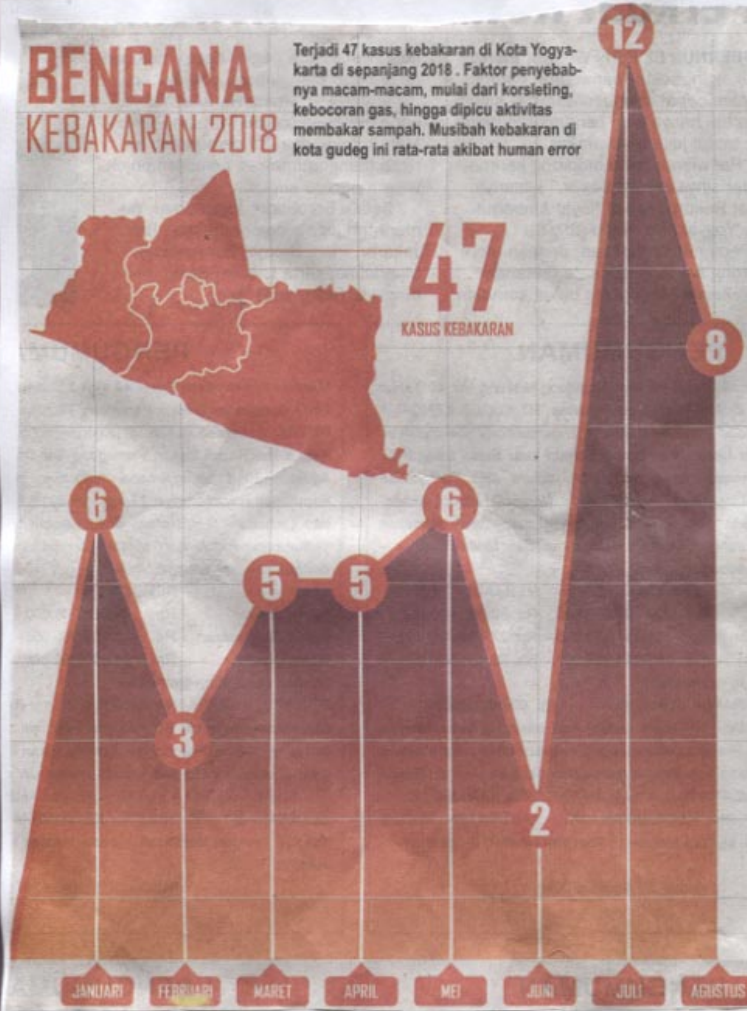 BENCANA
KEBAKARAN 2018
Terjadi 47 kasus kebakaran di Kota Yogya-
karta di sepanjang 2018 . Faktor penyebab-
nya macam-macam, mulai dari korsleting,
kebocoran gas, hingga dipicu aktivitas
membakar sampah. Musibah kebakaran di
kota gudeg ini rata-rata akibat human error
47
KASUS KEBAKARAN
12
8
6
6
5
5
3
2
JANUARI
FEBRUARI
MARET
APRIL
MEI
JUNI
JULI
AGUSTUS